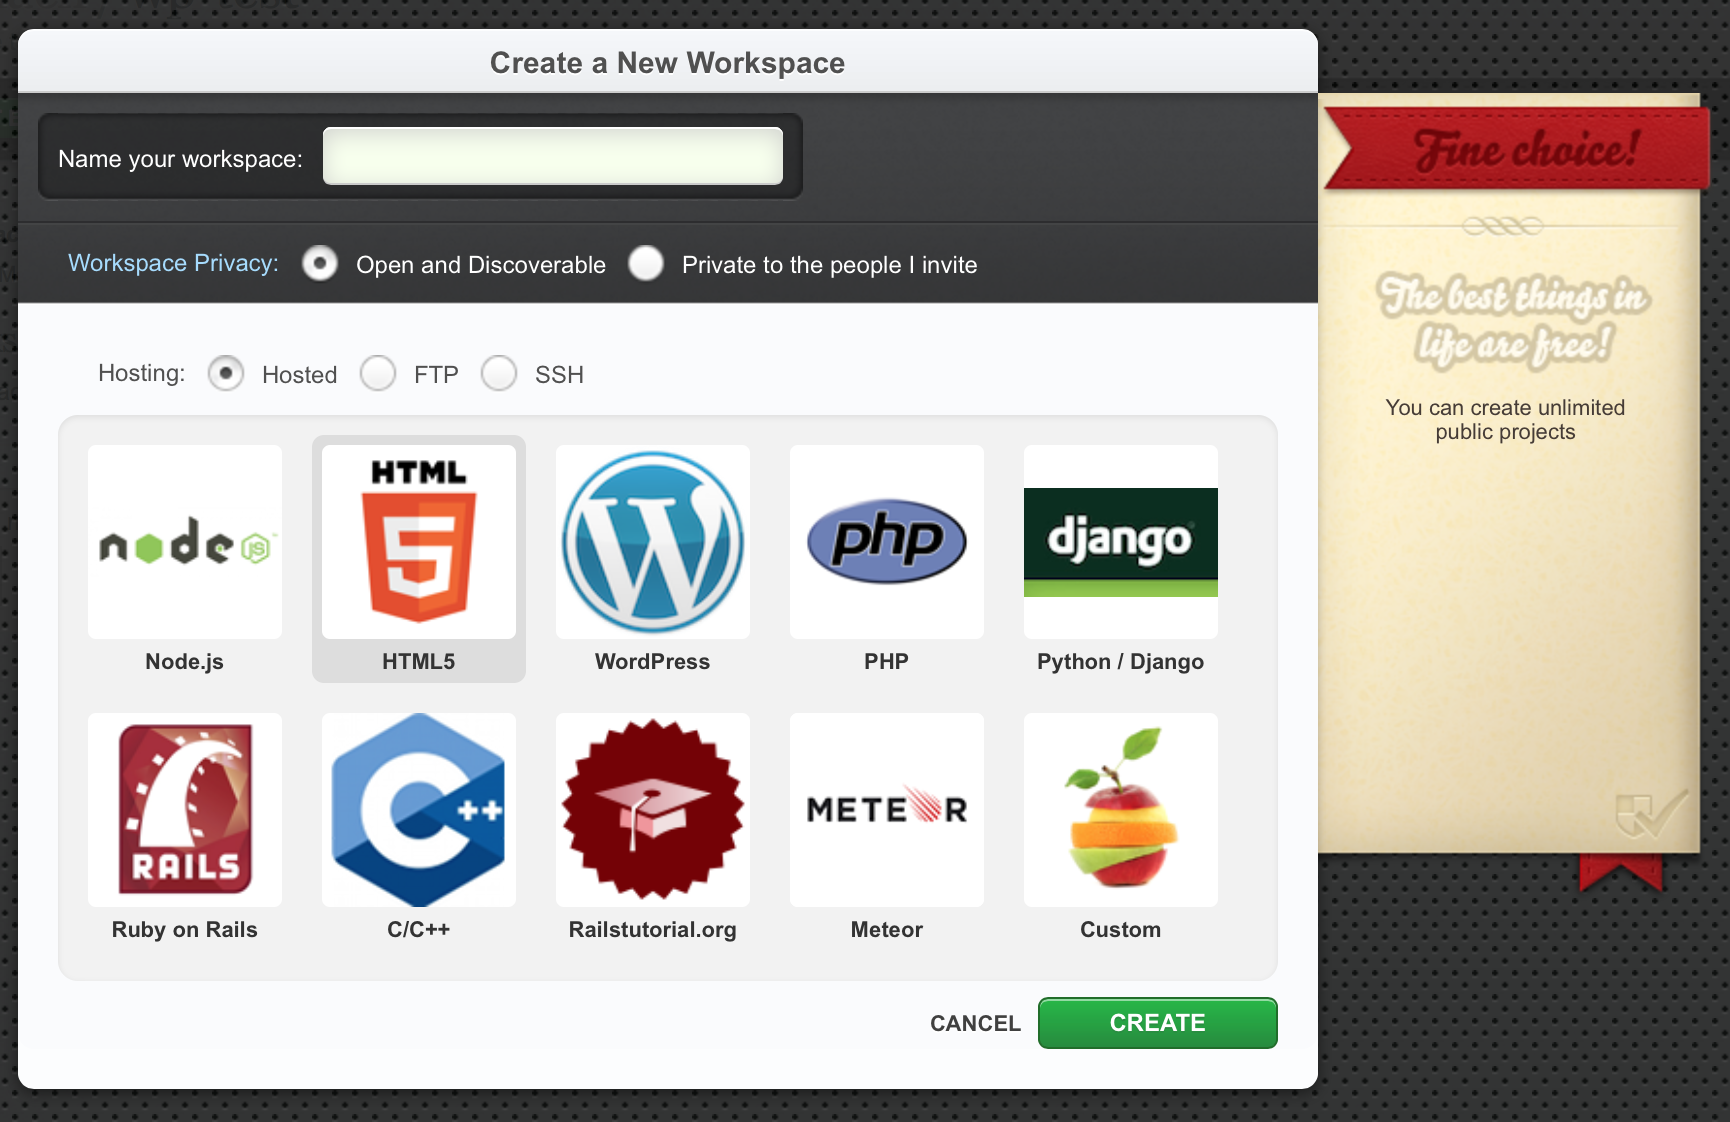 Create a New Workspace
Name your workspace:
Workspace Privacy: Open and Discoverable Private to the people I invite
Hosting: Hosted FTP SSH
node JS
HTML
5
W
php
django
Node.js HTML5 WordPress PHP Python / Django
RAILS
C++
METEOR
Ruby on Rails C/C++ Railstutorial.org Meteor Custom
CANCEL CREATE
Fine choice!
The best things in
life are free!
You can create unlimited
public projects